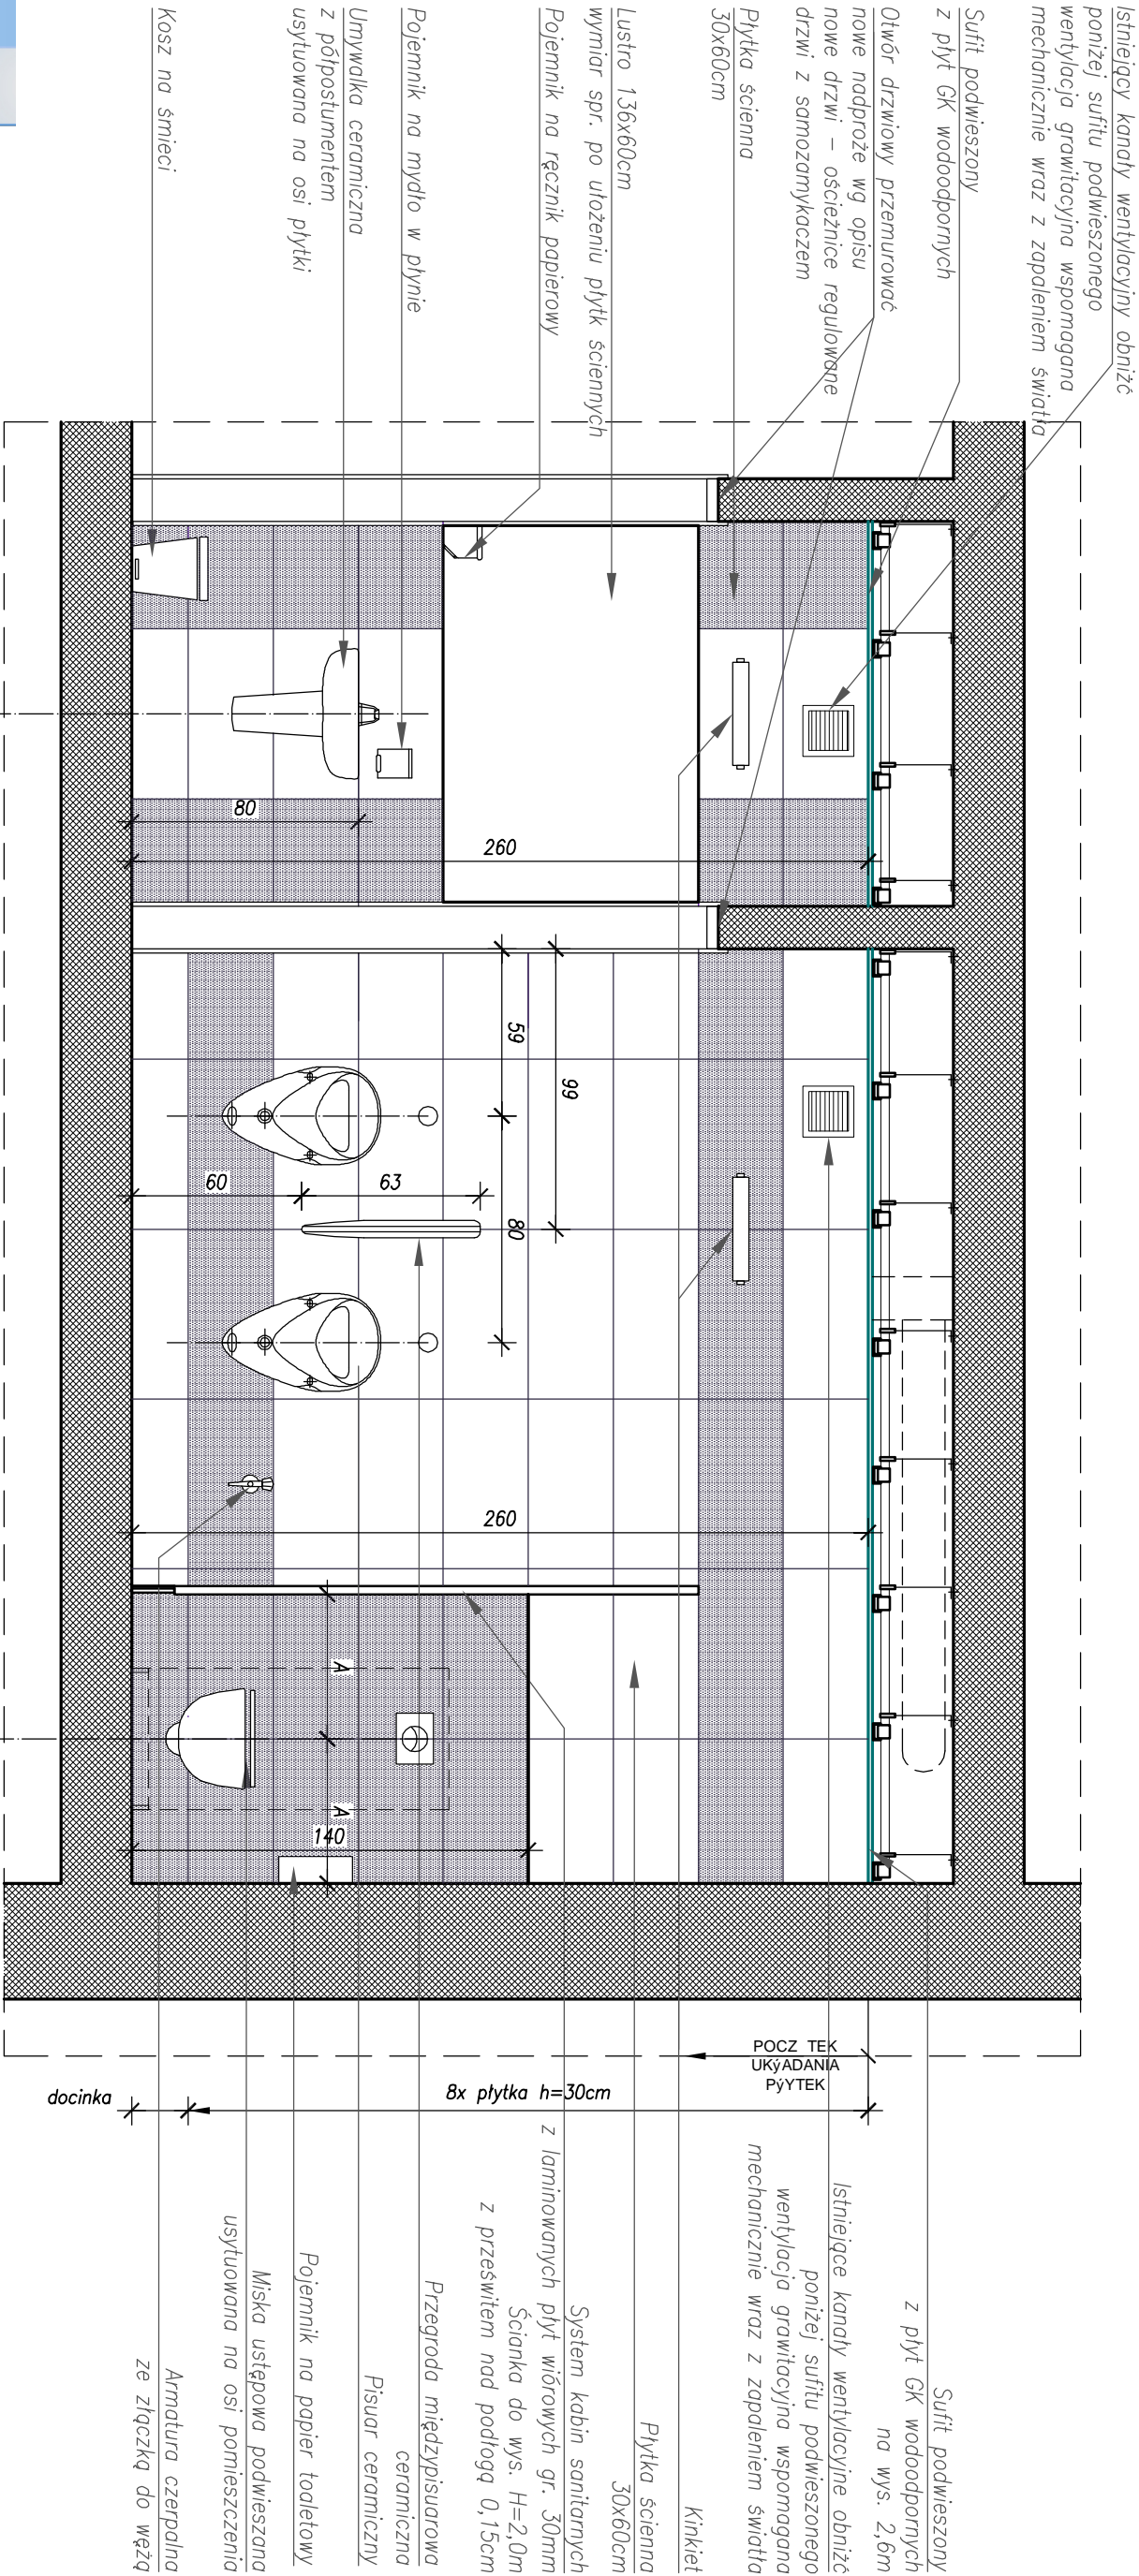 Istniejący kanały wentylacyjny obniżć
poniżej sufitu podwieszonego
wentylacja grawitacyjna wspomagana
mechanicznie wraz z zapaleniem światła
Sufit podwieszony
z płyt GK wodoodpornych
Otwór drzwiowy przemurować
nowe nadproże wg opisu
nowe drzwi – ościeżnice regulowane
drzwi z samozamykaczem
Płytka ścienna
30x60cm
Lustro 136x60cm
wymiar spr. po ułożeniu płytk ściennych
Pojemnik na ręcznik papierowy
Pojemnik na mydło w płynie
Umywalka ceramiczna
z półpostumentem
usytuowana na osi płytki
Kosz na śmieci
80
260
59
99
60
63
80
260
A
A
140
POCZ TEK
UKýADANIA
PýYTEK
8x płytka h=30cm
docinka
Sufit podwieszony
z płyt GK wodoodpornych
na wys. 2,6m
Istniejące kanały wentylacyjne obniżć
poniżej sufitu podwieszonego
wentylacja grawitacyjna wspomagana
mechanicznie wraz z zapaleniem światła
Kinkiet
Płytka ścienna
30x60cm
System kabin sanitarnych
z laminowanych płyt wiórowych gr. 30mm
Ścianka do wys. H=2,0m
z prześwitem nad podłogą 0,15cm
Przegroda międzypisuarowa
ceramiczna
Pisuar ceramiczny
Pojemnik na papier toaletowy
Miska ustępowa podwieszana
usytuowana na osi pomieszczenia
Armatura czerpalna
ze złączką do wężą